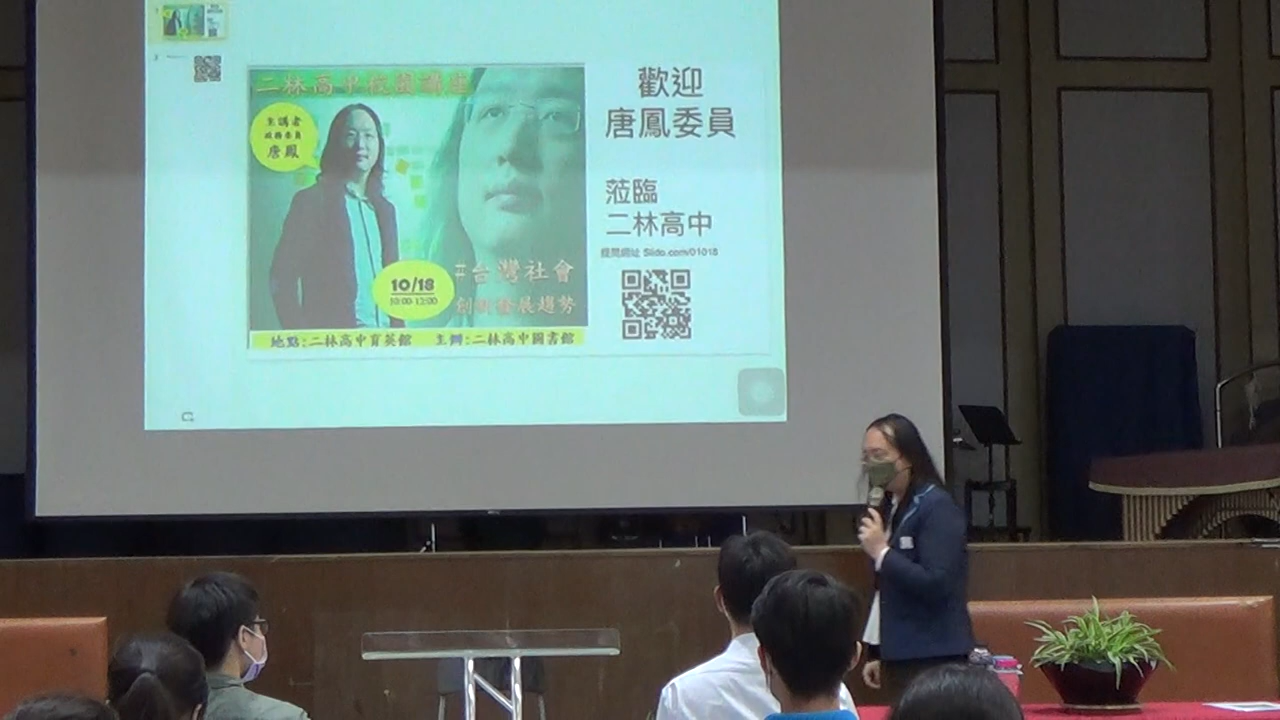 二林高中校園講座
主講者
政務委員
唐鳳
10/18
10:00-12:00
#台灣社會
創新發展趨勢
地點:二林高中育英館 主辦:二林高中圖書館
歡迎
唐鳳委員
蒞臨
二林高中
提問網址 Slido.com/01018